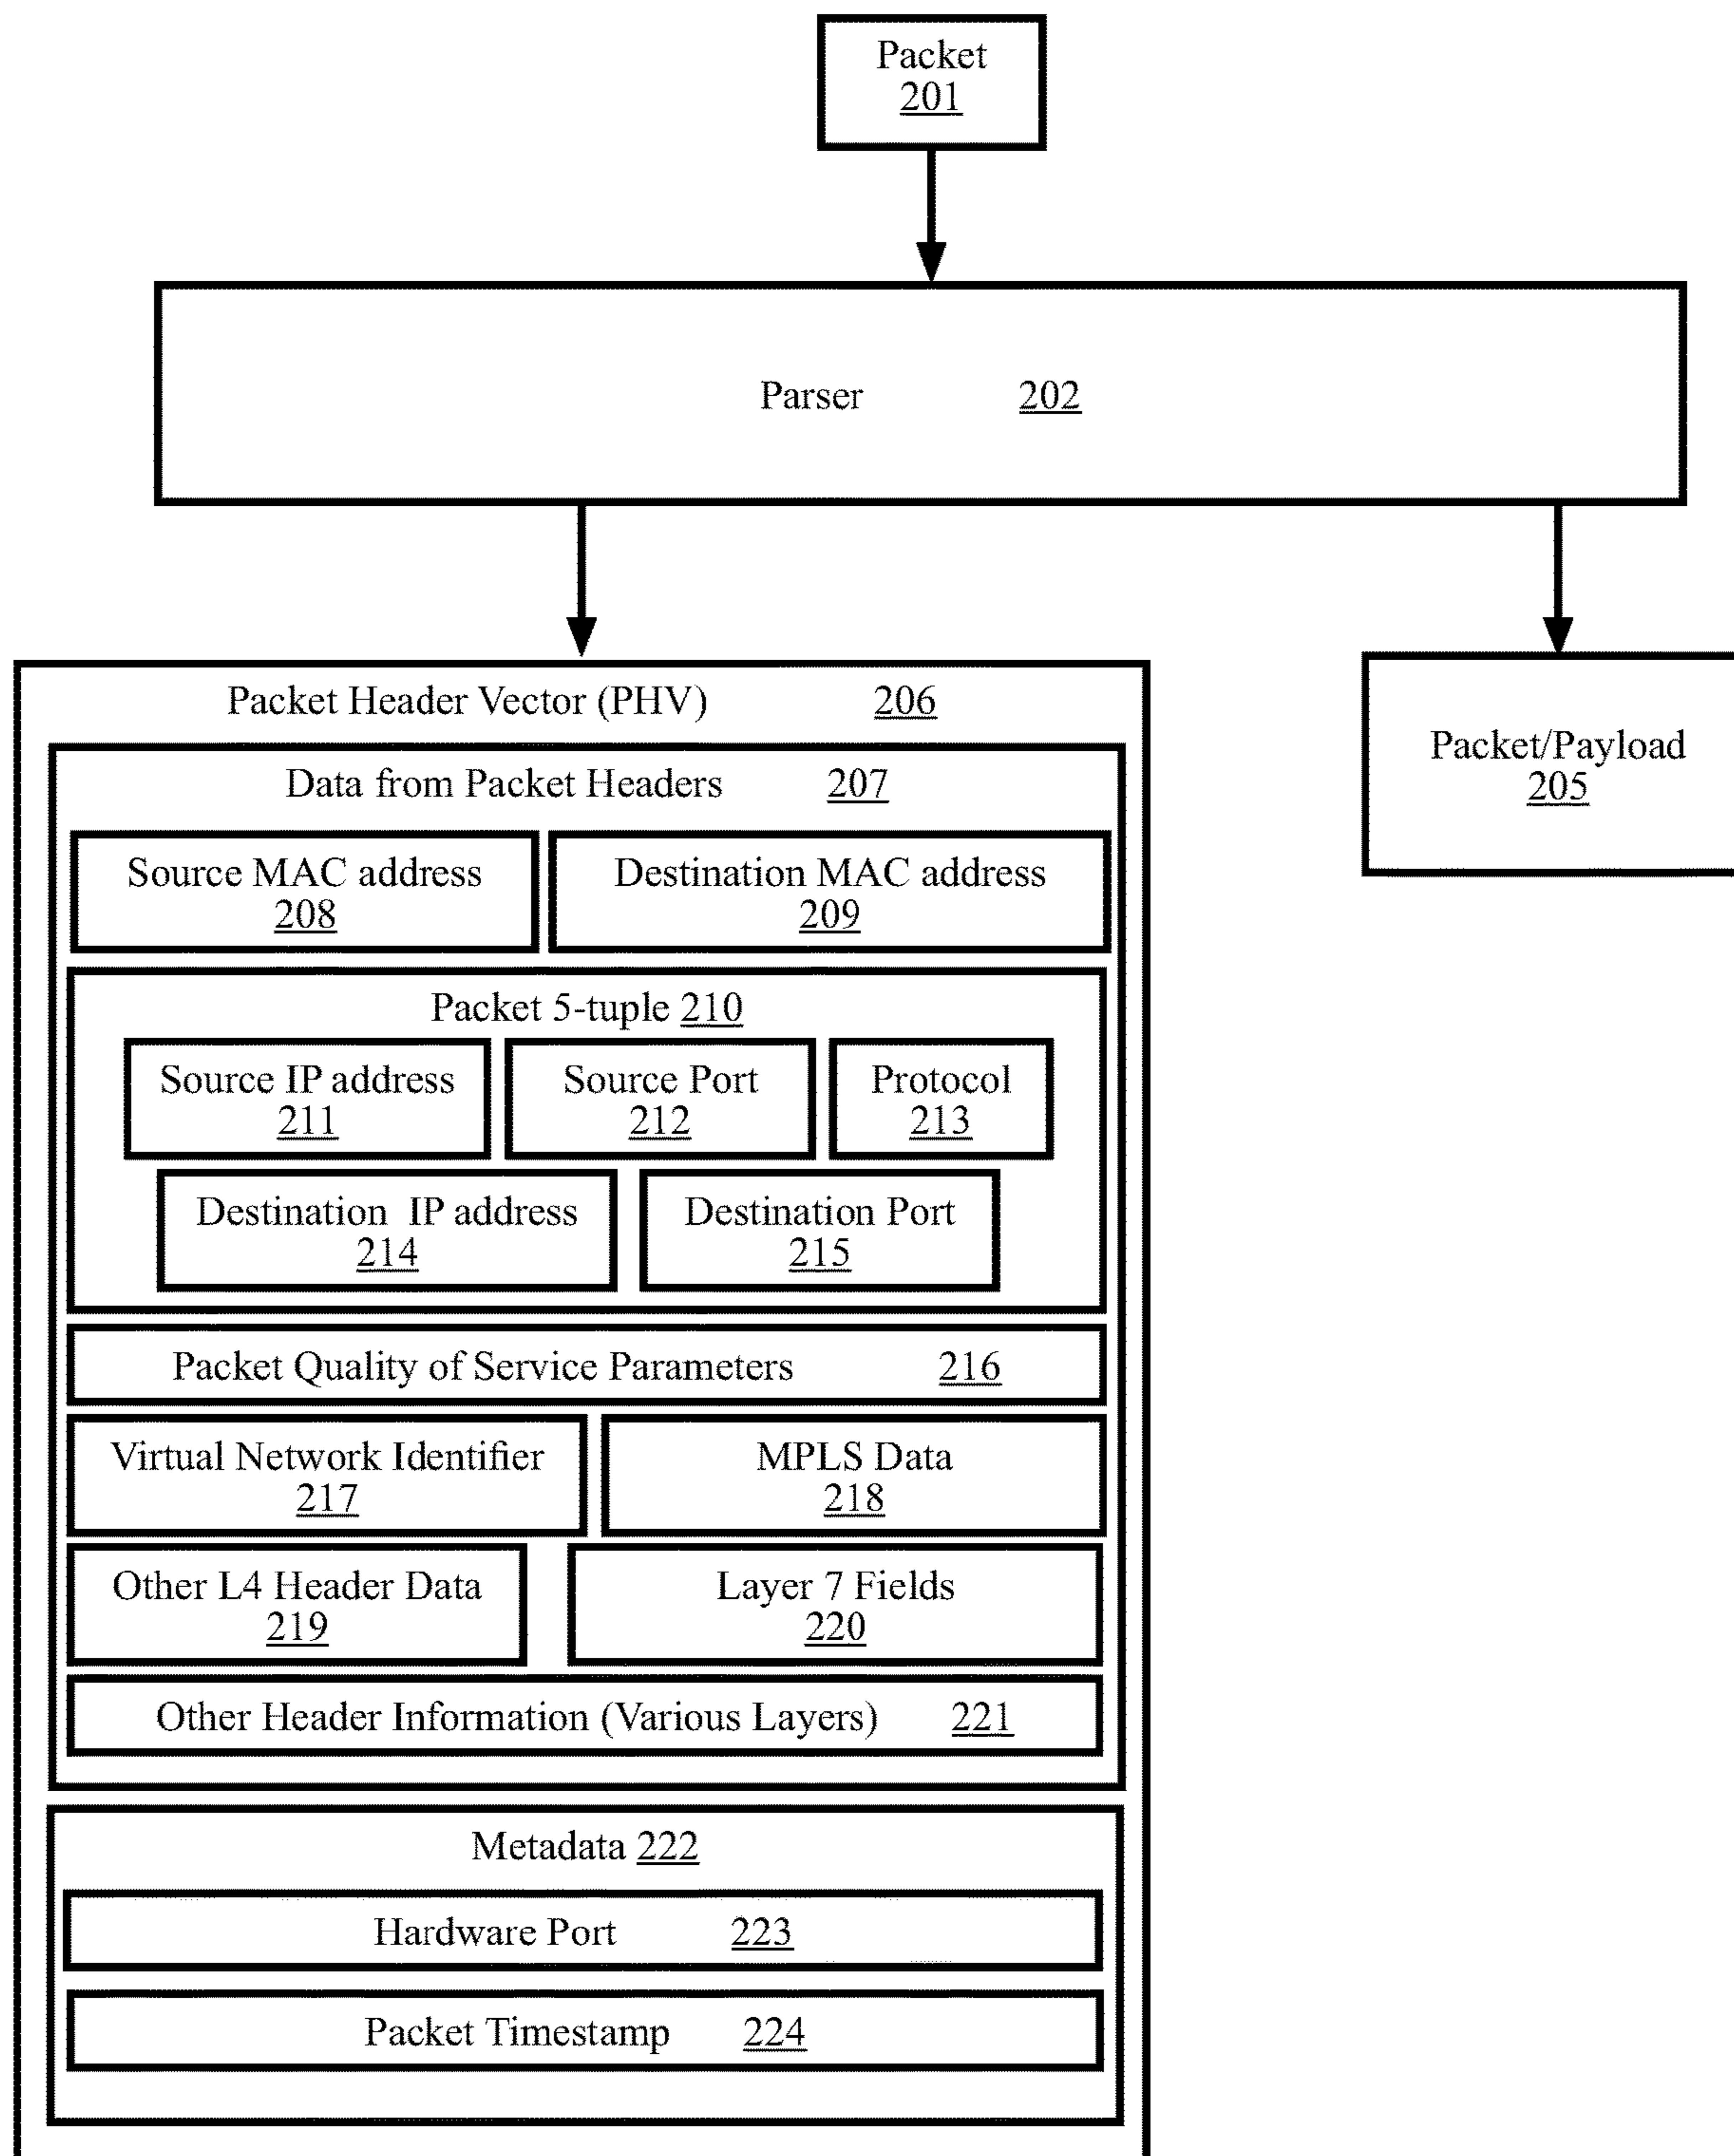 Packet
201
Parser 202
Packet Header Vector (PHV) 206
Data from Packet Headers 207
Source MAC address
208
Destination MAC address
209
Packet 5-tuple 210
Source IP address
211
Source Port
212
Protocol
213
Destination IP address
214
Destination Port
215
Packet Quality of Service Parameters 216
Virtual Network Identifier
217
MPLS Data
218
Other L4 Header Data
219
Layer 7 Fields
220
Other Header Information (Various Layers) 221
Metadata 222
Hardware Port 223
Packet Timestamp 224
Packet/Payload
205